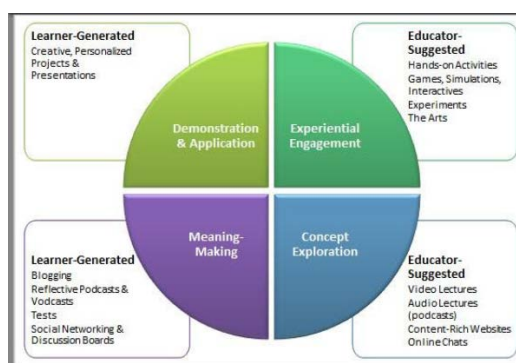 Learner-Generated
Creative, Personalized
Projects &
Presentations
Educator-
Suggested
Hands-on Activities
Games, Simulations,
Interactives
Experiments
The Arts
Demonstration
& Application
Experiential
Engagement
Meaning-
Making
Concept
Exploration
Learner-Generated
Blogging
Reflective Podcasts &
Vodcasts
Tests
Social Networking &
Discussion Boards
Educator-
Suggested
Video Lectures
Audio Lectures
(podcasts)
Content-Rich Websites
Online Chats